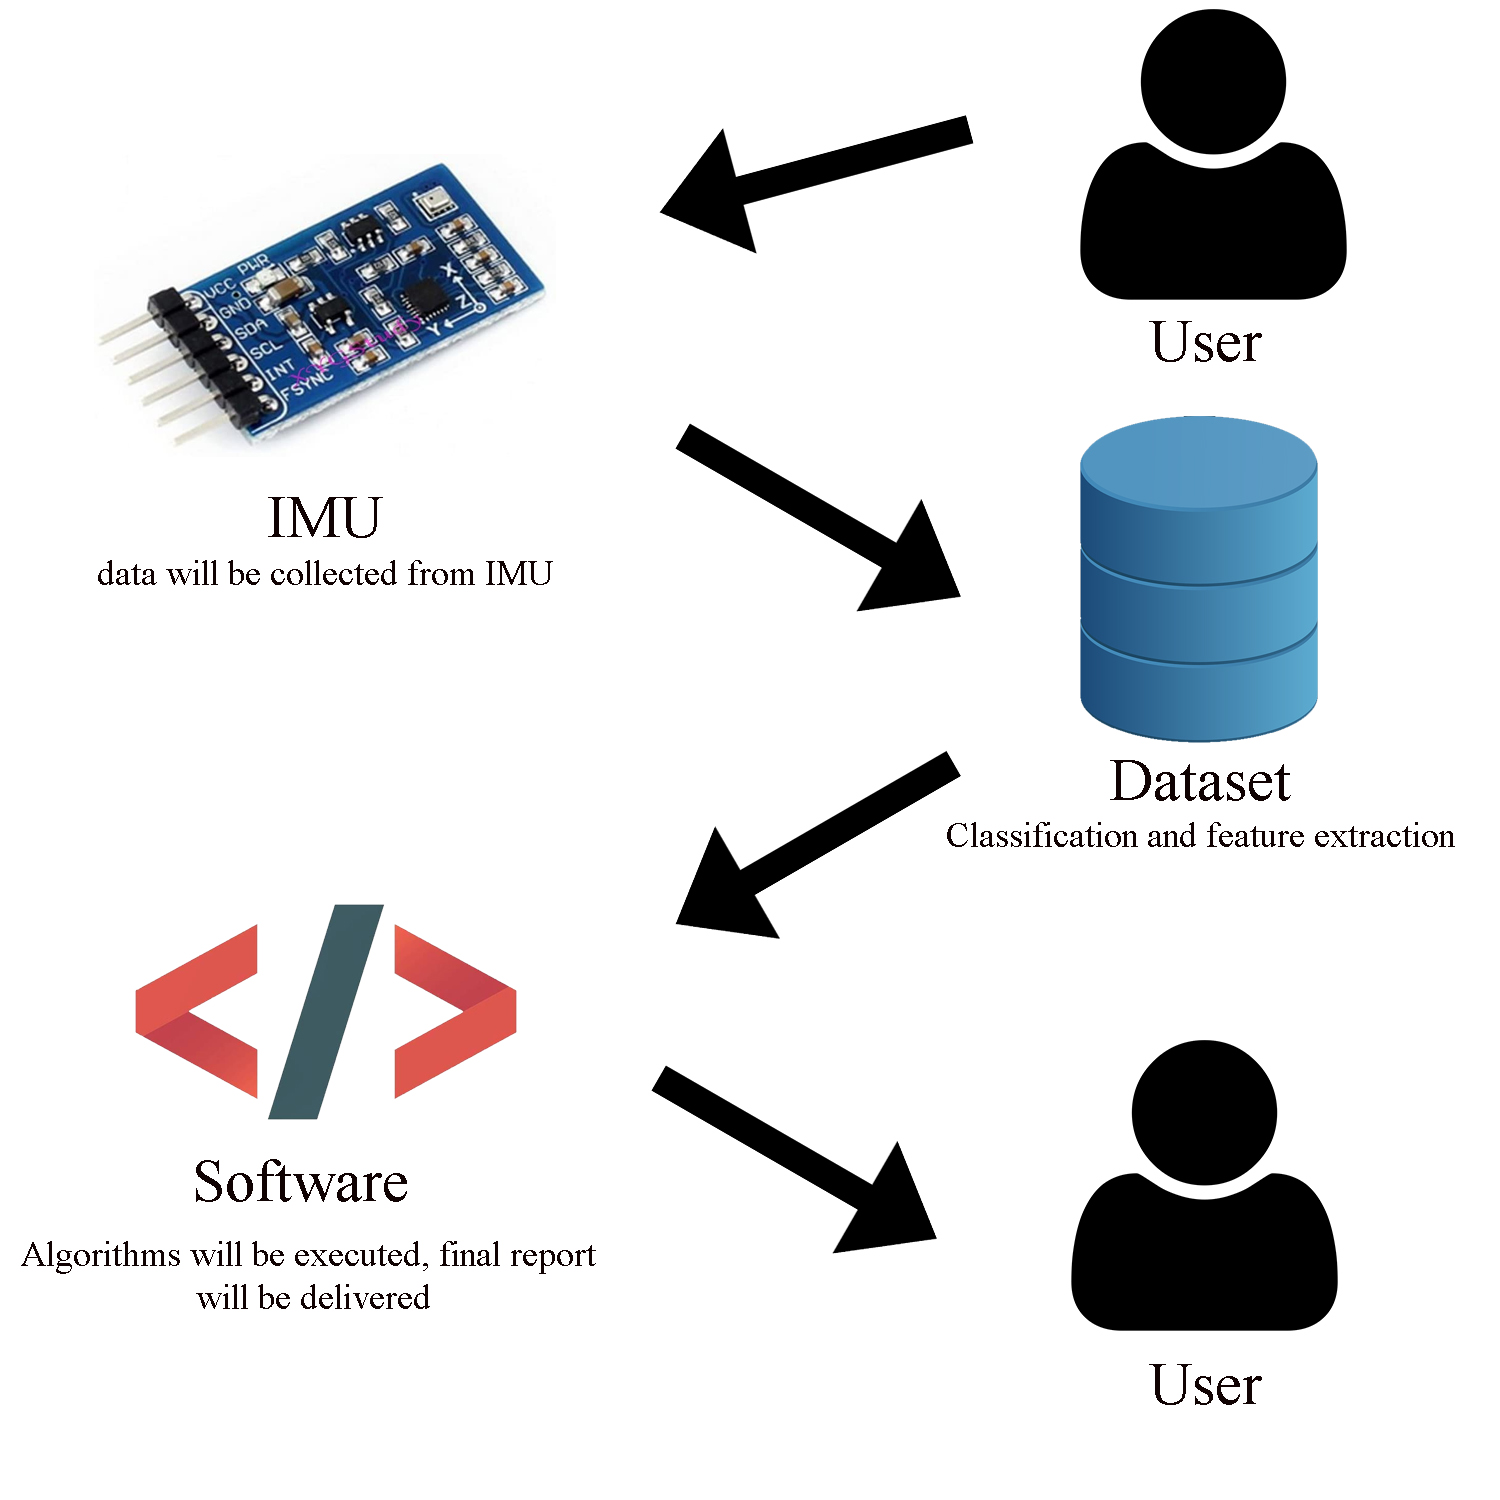 User
PWR
VCC
GND
SDA
SCL
INT
FSYNC
X
Y
Z
IMU
data will be collected from IMU
Dataset
Classification and feature extraction
Software
Algorithms will be executed, final report
will be delivered
User